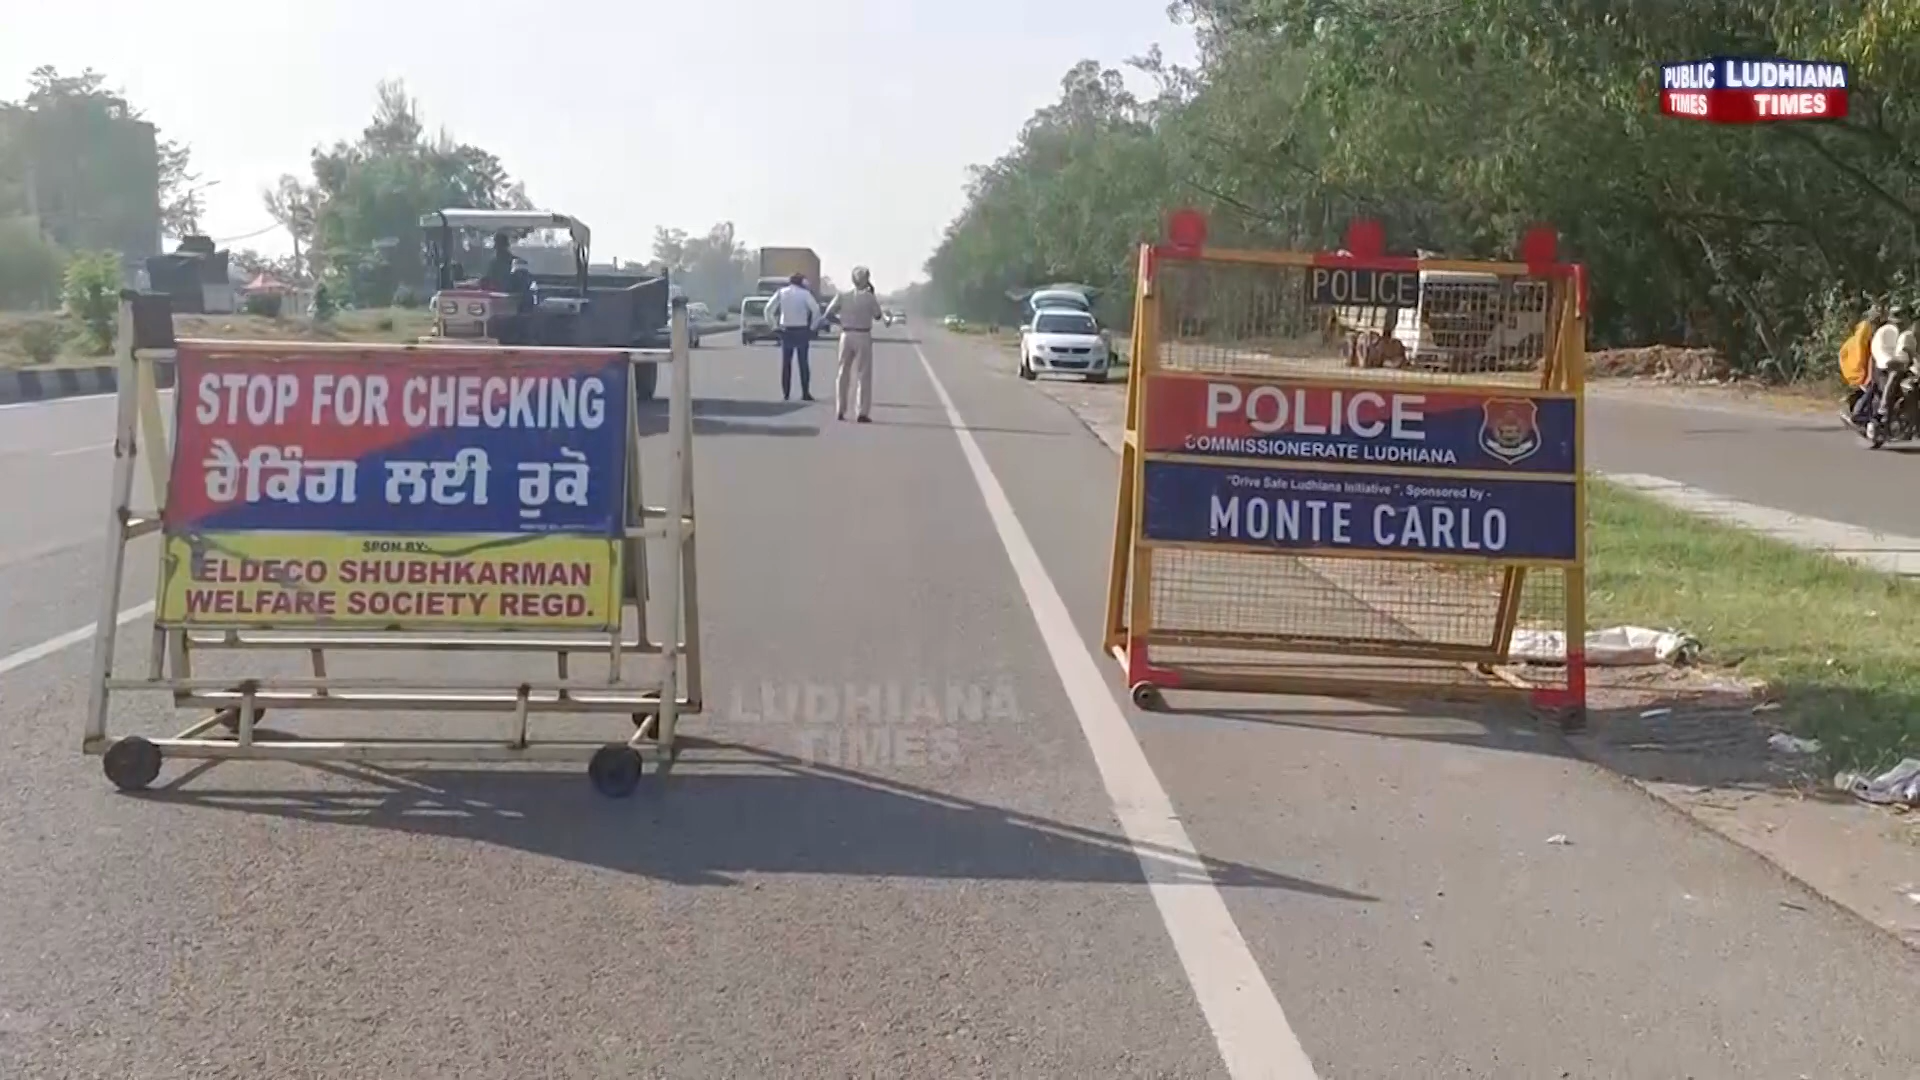 PUBLIC LUDHIANA
TIMES TIMES
POLICE
STOP FOR CHECKING
ਚੈਕਿੰਗ ਲਈ ਰੁਕੋ
SPON BY:-
ELDECO SHUBHKARMAN
WELFARE SOCIETY REGD.
POLICE
COMMISSIONERATE LUDHIANA
"Drive Safe Ludhiana Initiative", Sponsored by -
MONTE CARLO
LUDHIANA
TIMES